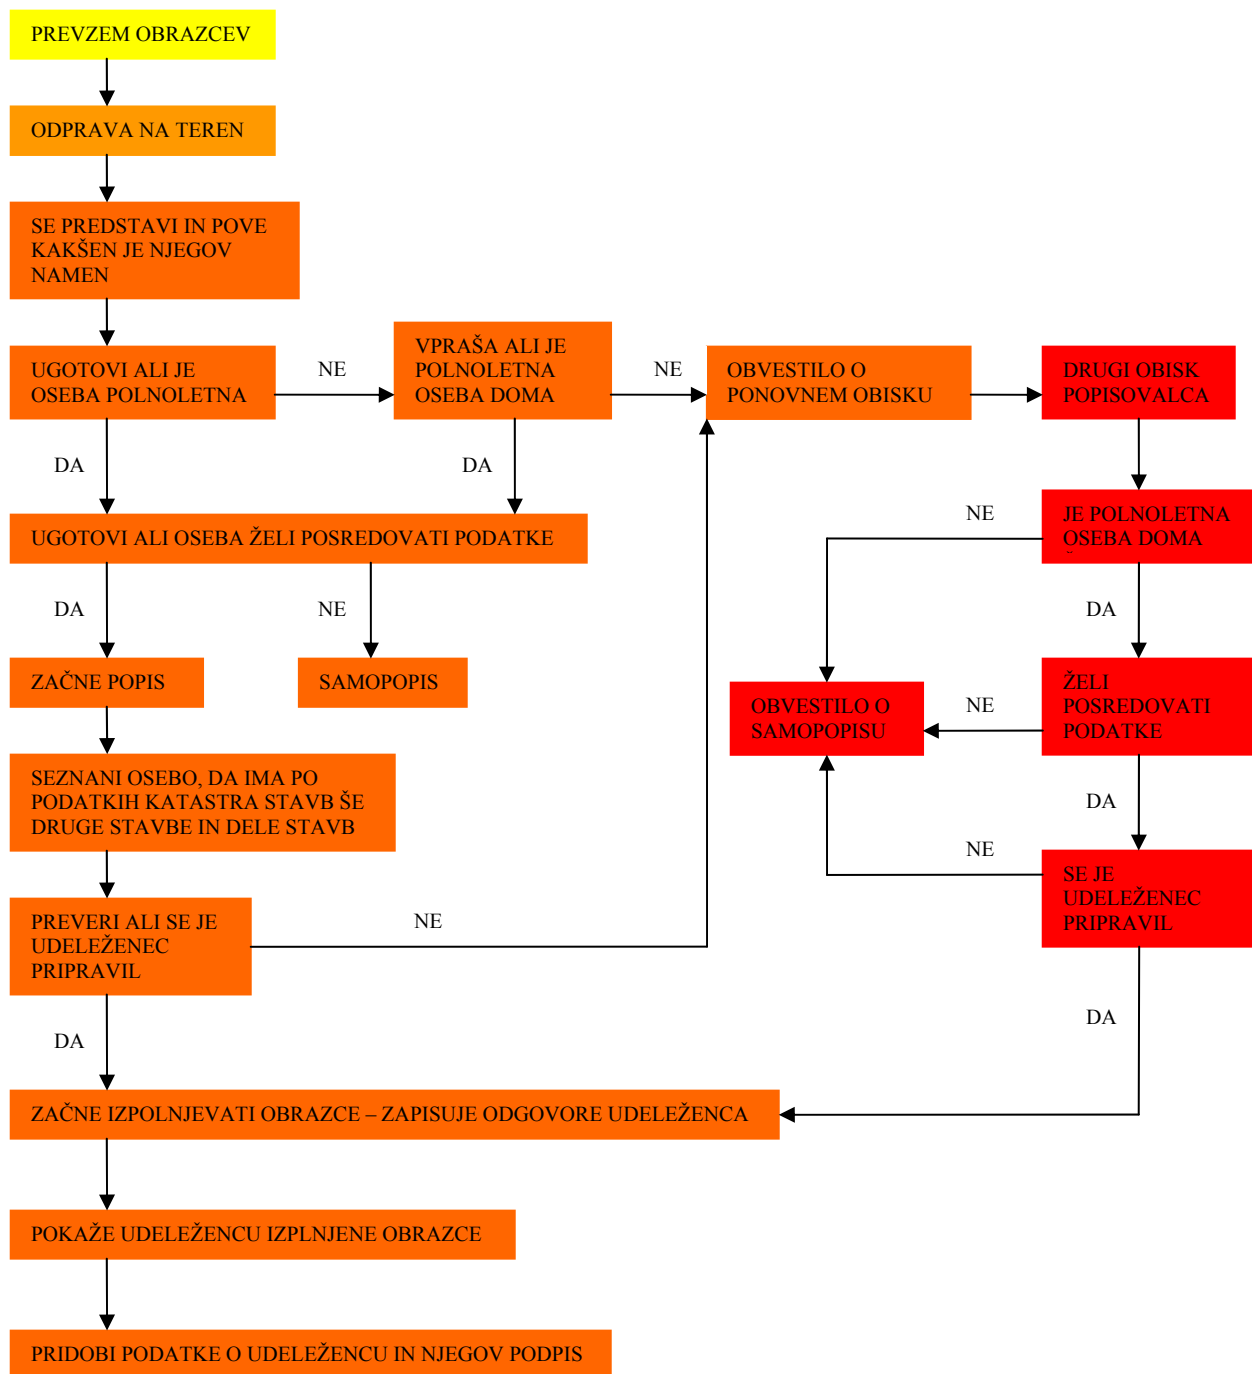 PREVZEM OBRAZCEV
ODPRAVA NA TEREN
SE PREDSTAVI IN POVE
KAKŠEN JE NJEGOV
NAMEN
UGOTOVI ALI JE
OSEBA POLNOLETNA
NE
VPRAŠA ALI JE
POLNOLETNA
OSEBA DOMA
NE
OBVESTILO O
PONOVNEM OBISKU
DRUGI OBISK
POPISOVALCA
DA
DA
NE
JE POLNOLETNA
OSEBA DOMA
UGOTOVI ALI OSEBA ŽELI POSREDOVATI PODATKE
DA
NE
DA
ZAČNE POPIS
SAMOPOPIS
OBVESTILO O
SAMOPOPISU
NE
ŽELI
POSREDOVATI
PODATKE
SEZNANI OSEBO, DA IMA PO
PODATKIH KATASTRA STAVB ŠE
DRUGE STAVBE IN DELE STAVB
DA
NE
SE JE
UDELEŽENEC
PRIPRAVIL
PREVERI ALI SE JE
UDELEŽENEC
PRIPRAVIL
NE
DA
DA
ZAČNE IZPOLNJEVATI OBRAZCE – ZAPISUJE ODGOVORE UDELEŽENCA
POKAŽE UDELEŽENCU IZPLNJENE OBRAZCE
PRIDOBI PODATKE O UDELEŽENCU IN NJEGOV PODPIS